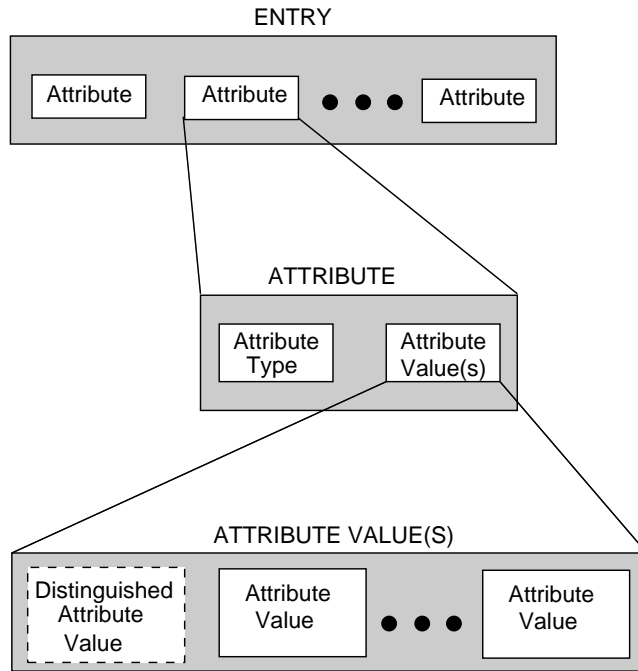 ENTRY
Attribute
Attribute
Attribute
ATTRIBUTE
Attribute
Type
Attribute
Value(s)
ATTRIBUTE VALUE(S)
Distinguished
Attribute
Value
Attribute
Value
Attribute
Value